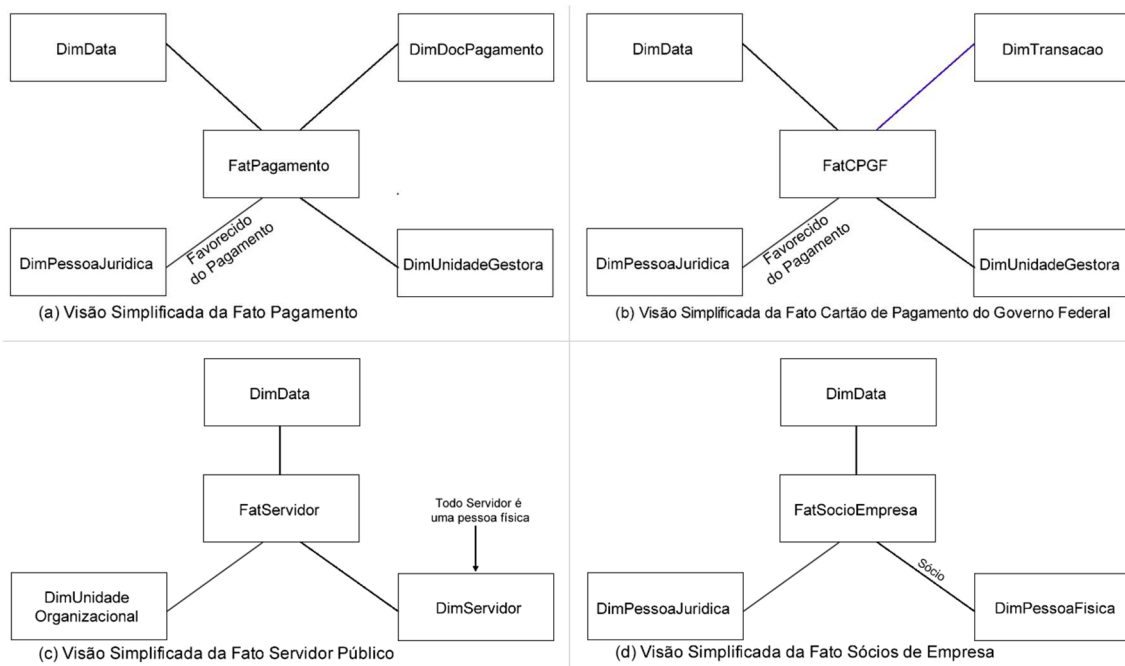 DimData
DimDocPagamento
FatPagamento
Favorecido
do Pagamento
DimPessoaJuridica
DimUnidadeGestora
(a) Visão Simplificada da Fato Pagamento
DimData
DimTransacao
FatCPGF
Favorecido
do Pagamento
DimPessoaJuridica
DimUnidadeGestora
(b) Visão Simplificada da Fato Cartão de Pagamento do Governo Federal
DimData
FatServidor
Todo Servidor é
uma pessoa física
DimUnidade
Organizacional
DimServidor
(c) Visão Simplificada da Fato Servidor Público
DimData
FatSocioEmpresa
Sócio
DimPessoaJuridica
DimPessoaFisica
(d) Visão Simplificada da Fato Sócios de Empresa